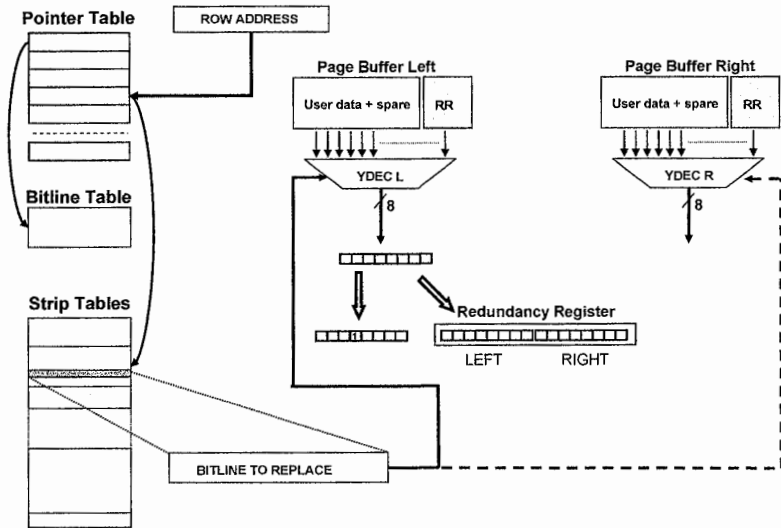 Pointer Table
ROW ADDRESS
Page Buffer Left
Page Buffer Right
User data + spare
RR
User data + spare
RR
YDEC L
YDEC R
8
8
Bitline Table
Strip Tables
1
Redundancy Register
LEFT
RIGHT
BITLINE TO REPLACE